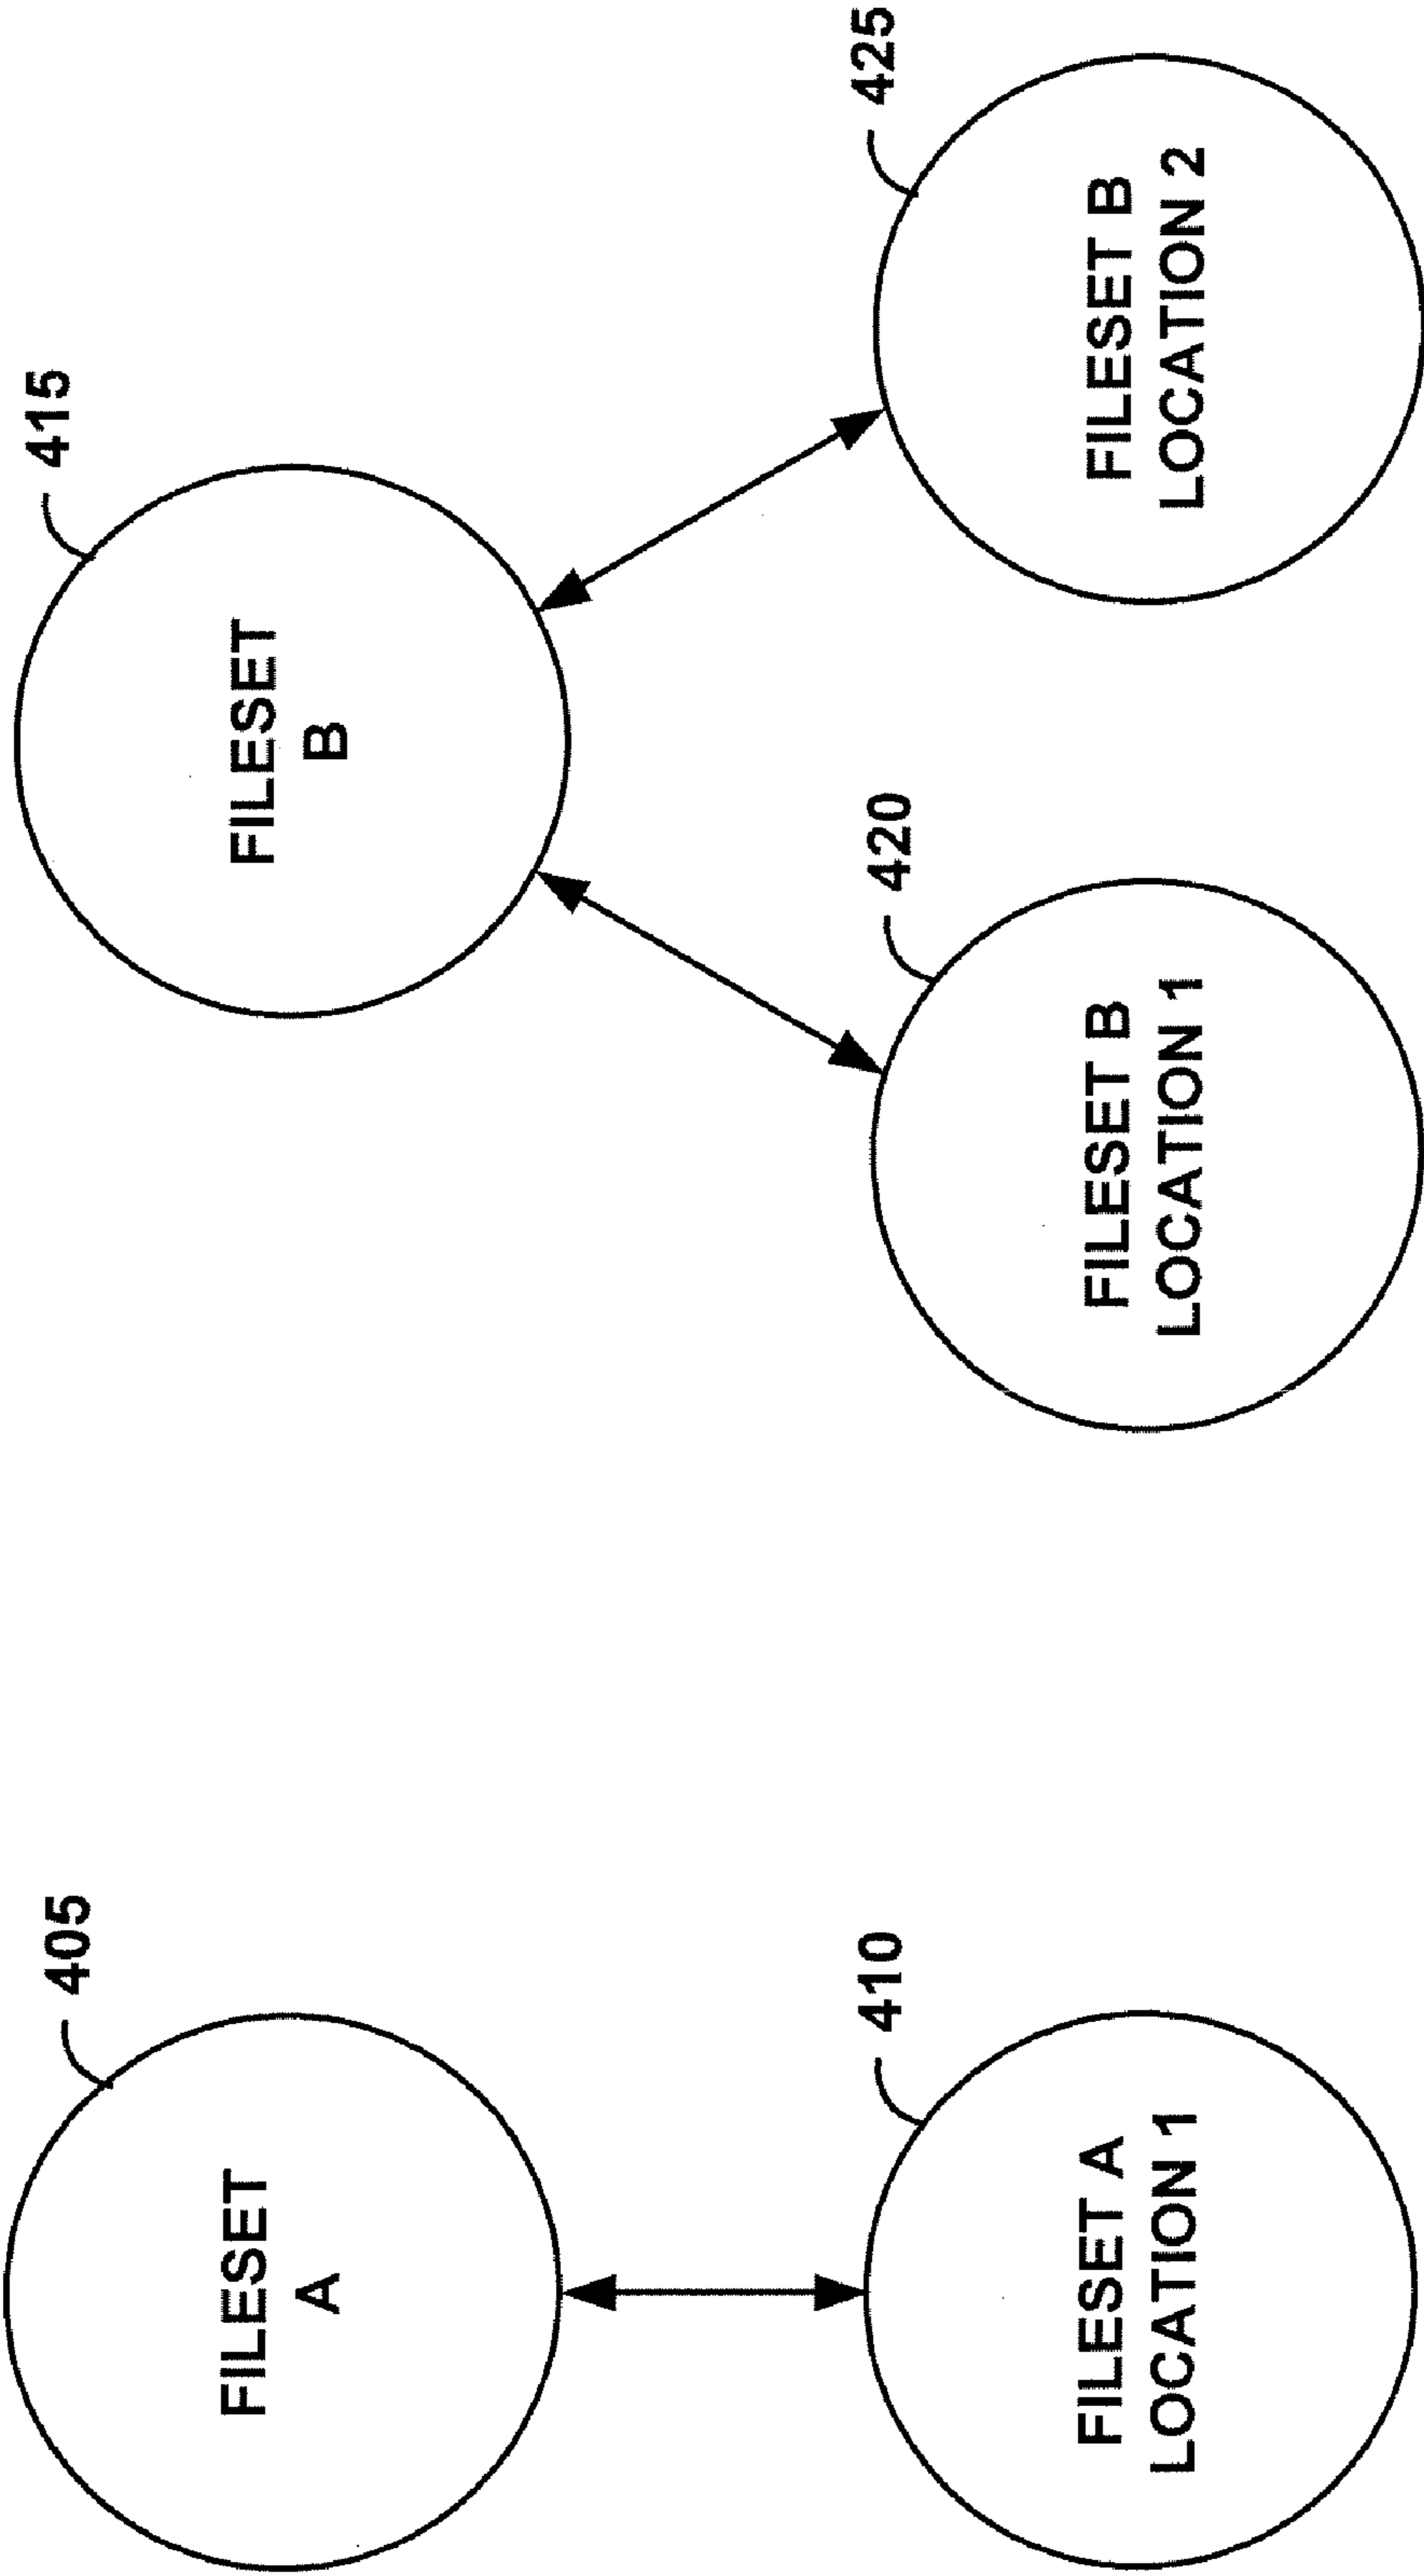 405
FILESET
A
410
FILESET A
LOCATION 1
415
FILESET
B
420
FILESET B
LOCATION 1
425
FILESET B
LOCATION 2